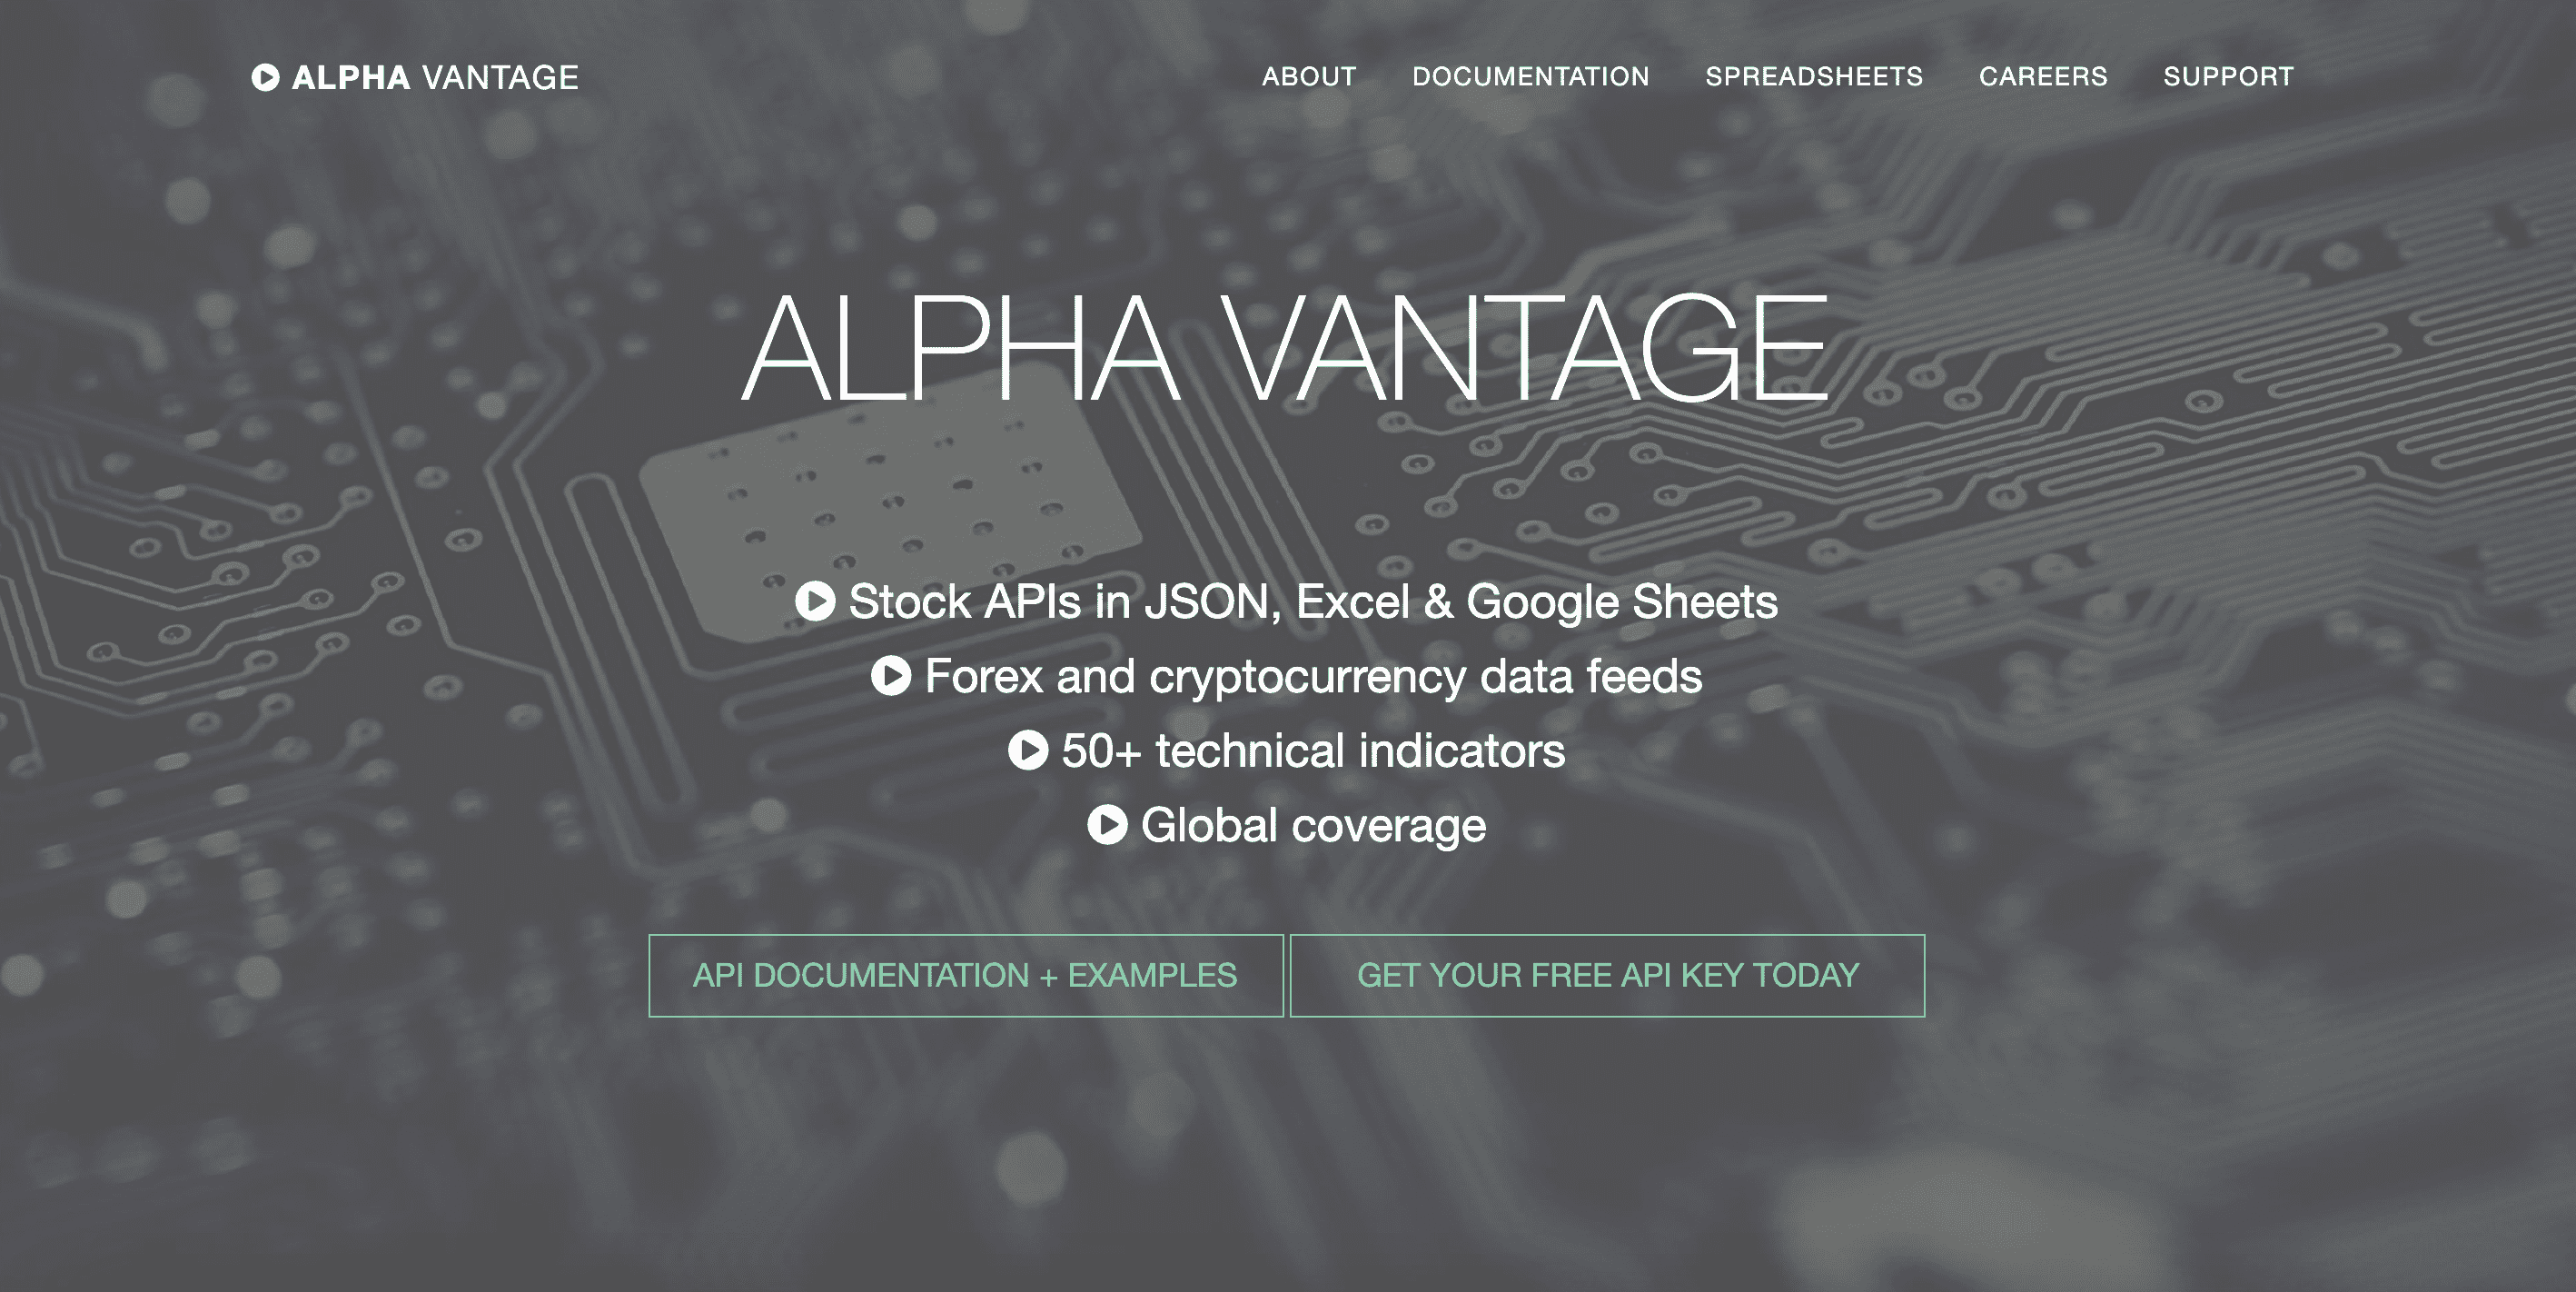 ALPHA VANTAGE
ABOUT DOCUMENTATION SPREADSHEETS CAREERS SUPPORT
ALPHA VANTAGE
Stock APIs in JSON, Excel & Google Sheets
Forex and cryptocurrency data feeds
50+ technical indicators
Global coverage
API DOCUMENTATION + EXAMPLES
GET YOUR FREE API KEY TODAY